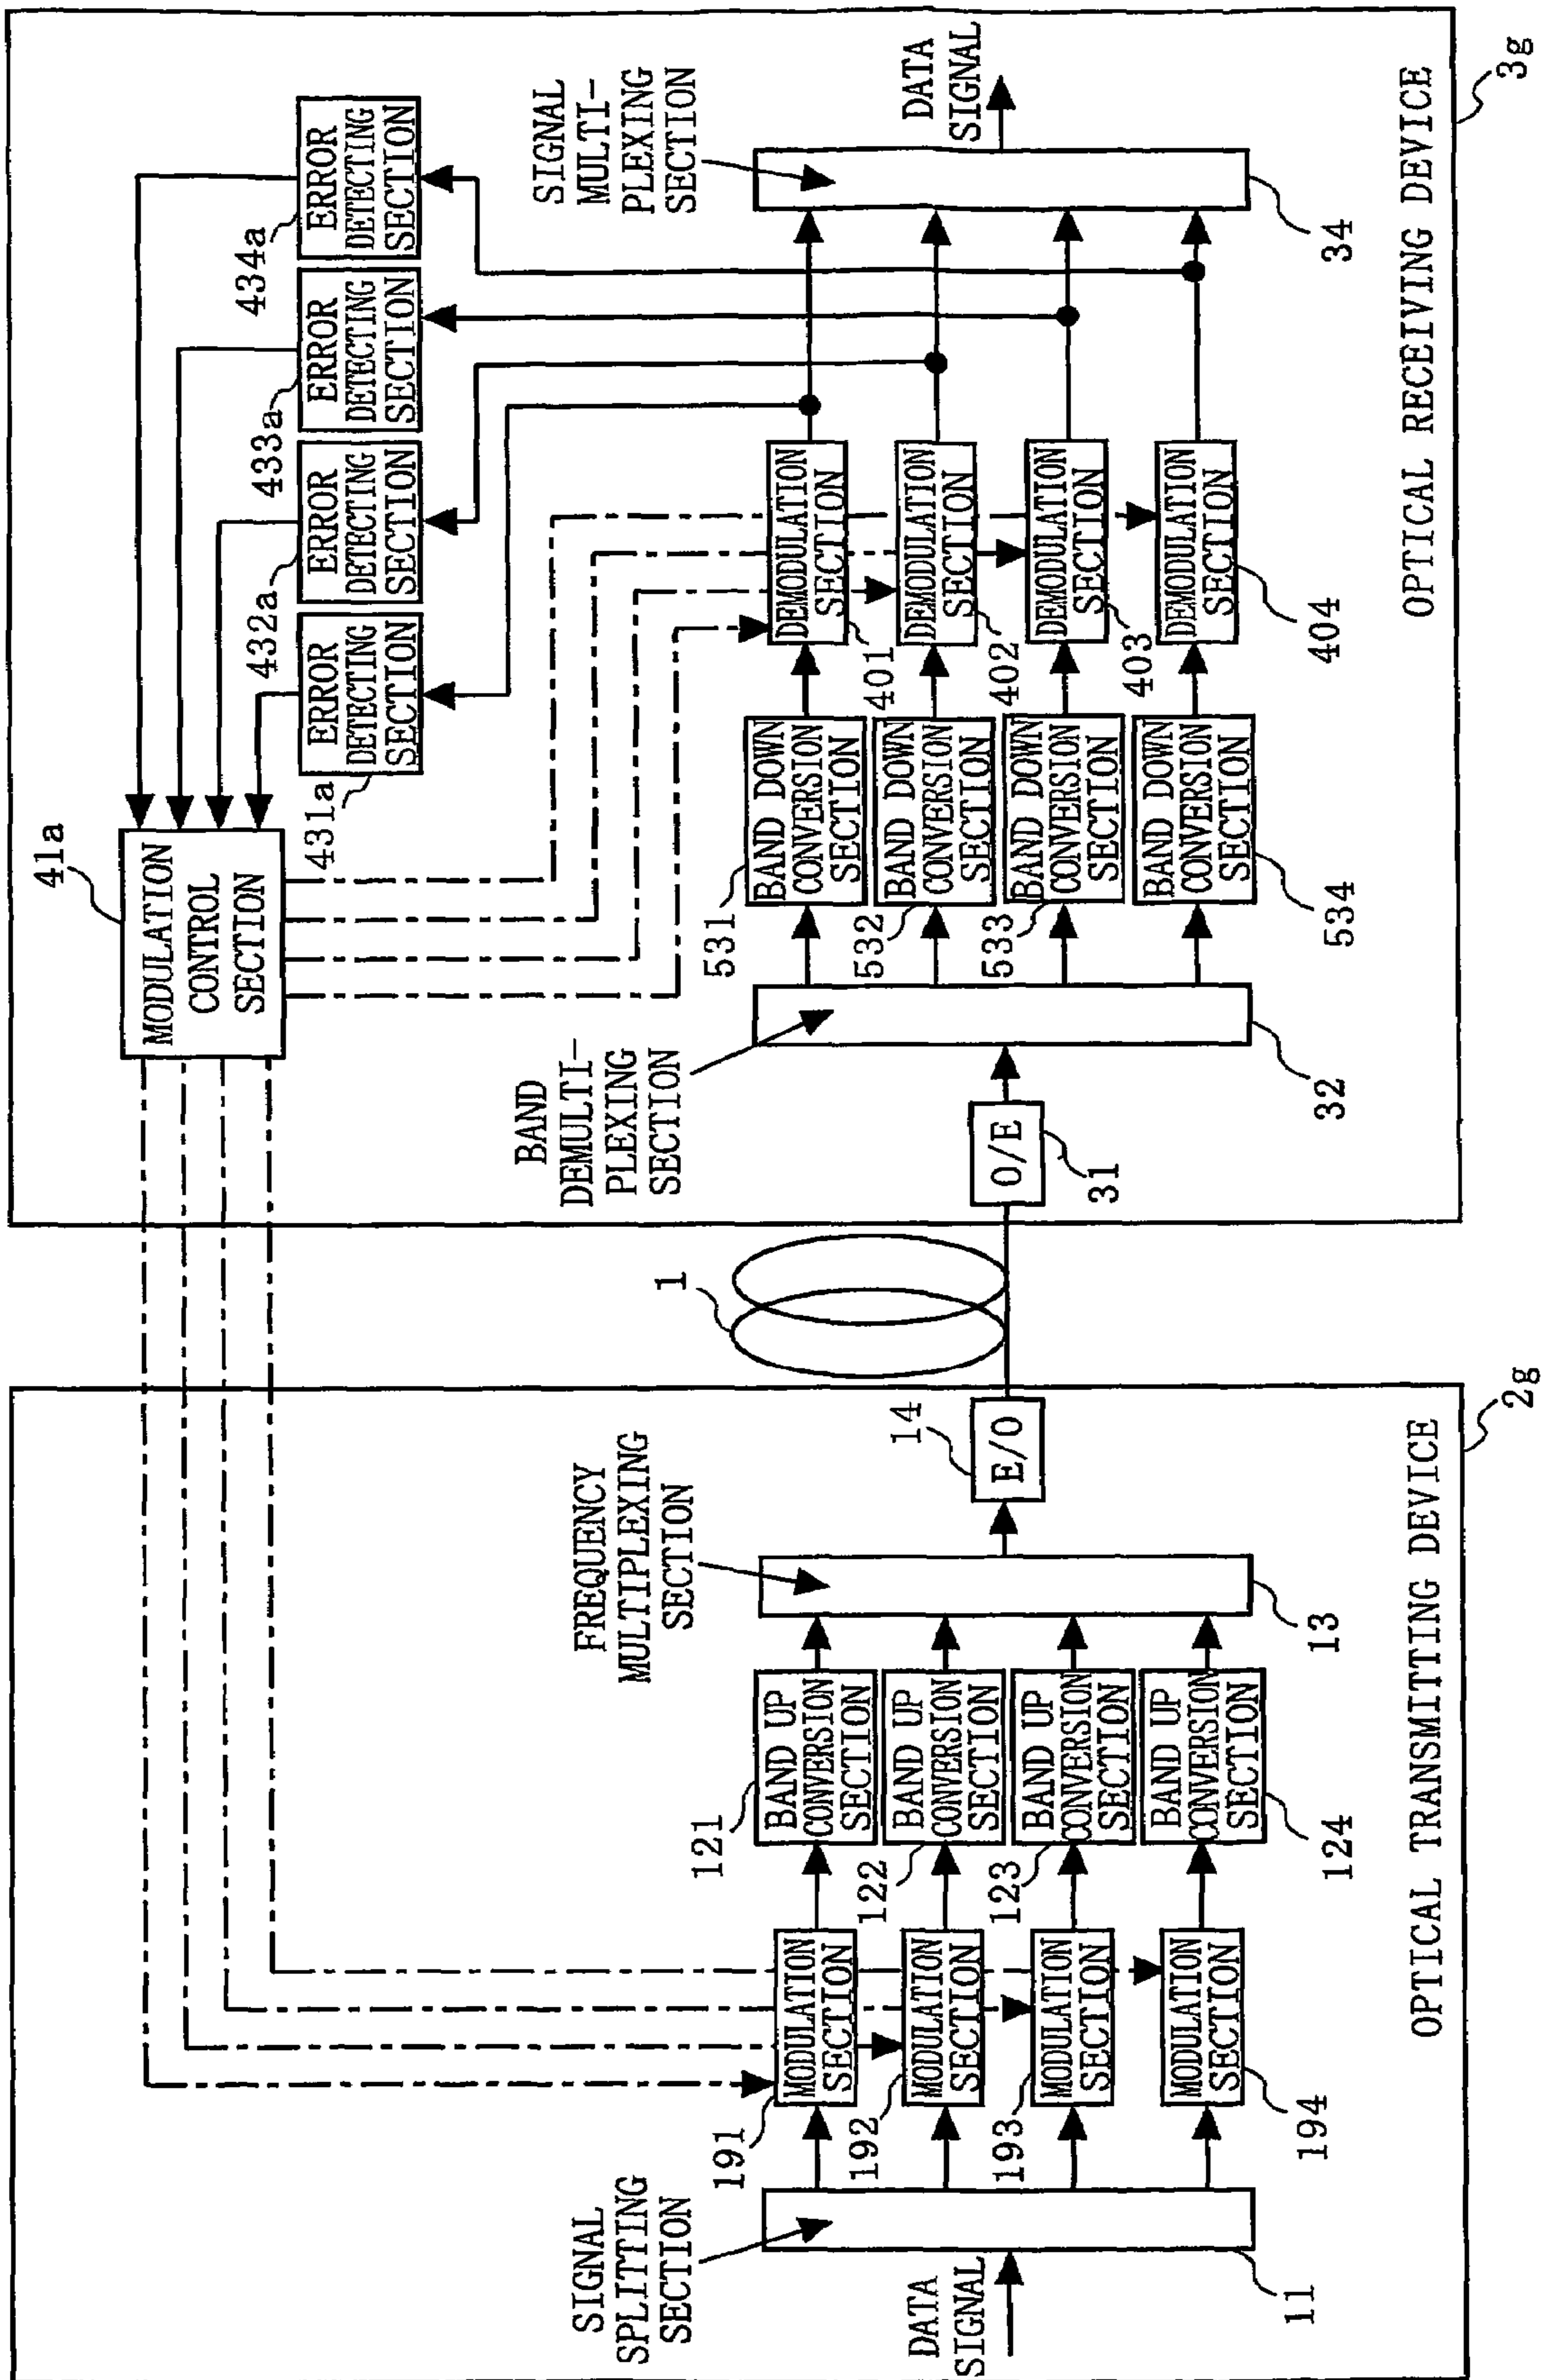 DATA
SIGNAL
SIGNAL
SPLITTING
SECTION
11
191
MODULATION
SECTION
192
MODULATION
SECTION
193
MODULATION
SECTION
194
MODULATION
SECTION
121
BAND UP
CONVERSION
SECTION
122
BAND UP
CONVERSION
SECTION
123
BAND UP
CONVERSION
SECTION
124
BAND UP
CONVERSION
SECTION
FREQUENCY
MULTIPLEXING
SECTION
13
14
E/O
OPTICAL TRANSMITTING DEVICE
2g
1
O/E
31
BAND
DEMULTI-
PLEXING
SECTION
32
41a
MODULATION
CONTROL
SECTION
531
BAND DOWN
CONVERSION
SECTION
532
BAND DOWN
CONVERSION
SECTION
533
BAND DOWN
CONVERSION
SECTION
534
BAND DOWN
CONVERSION
SECTION
401
DEMODULATION
SECTION
402
DEMODULATION
SECTION
403
DEMODULATION
SECTION
404
DEMODULATION
SECTION
431a
ERROR
DETECTING
SECTION
432a
ERROR
DETECTING
SECTION
433a
ERROR
DETECTING
SECTION
434a
ERROR
DETECTING
SECTION
SIGNAL
MULTI-
PLEXING
SECTION
34
DATA
SIGNAL
OPTICAL RECEIVING DEVICE
3g